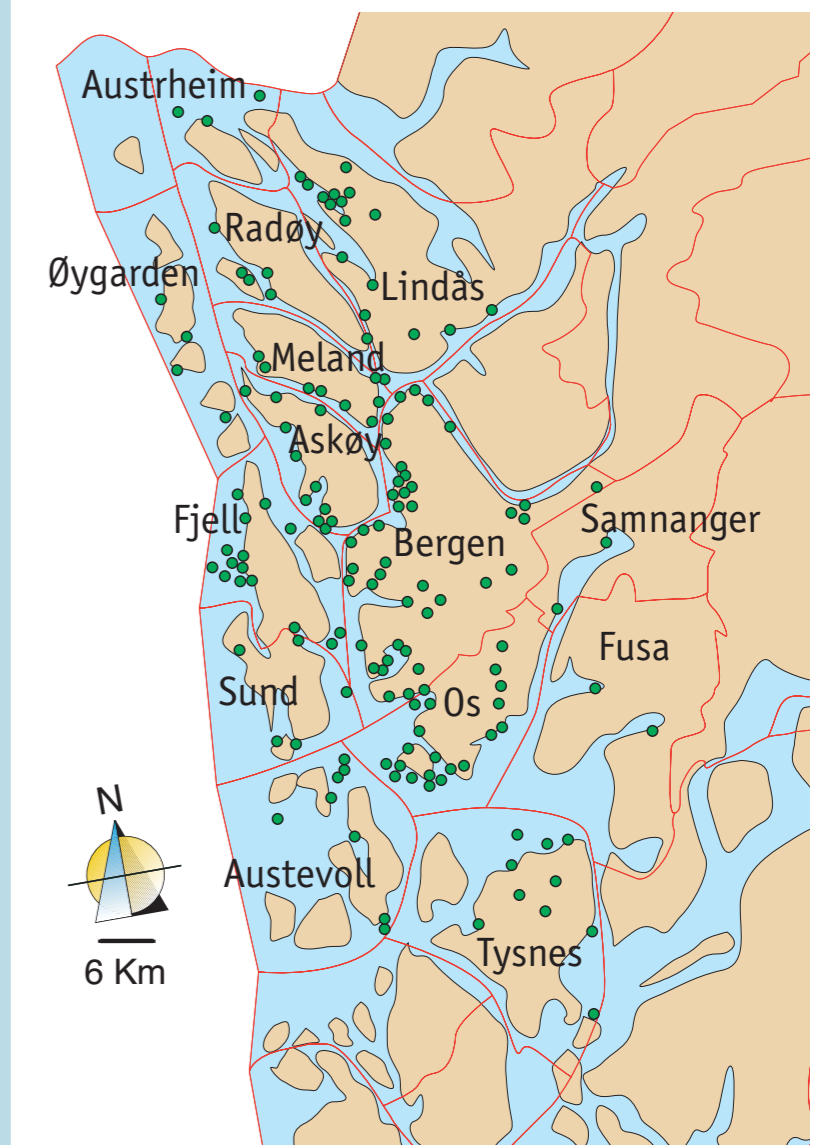 Austrheim
Radøy
Øygarden
Lindås
Meland
Askøy
Fjell
Bergen
Samnanger
Fusa
Sund
Os
N
Austevoll
Tysnes
6 Km